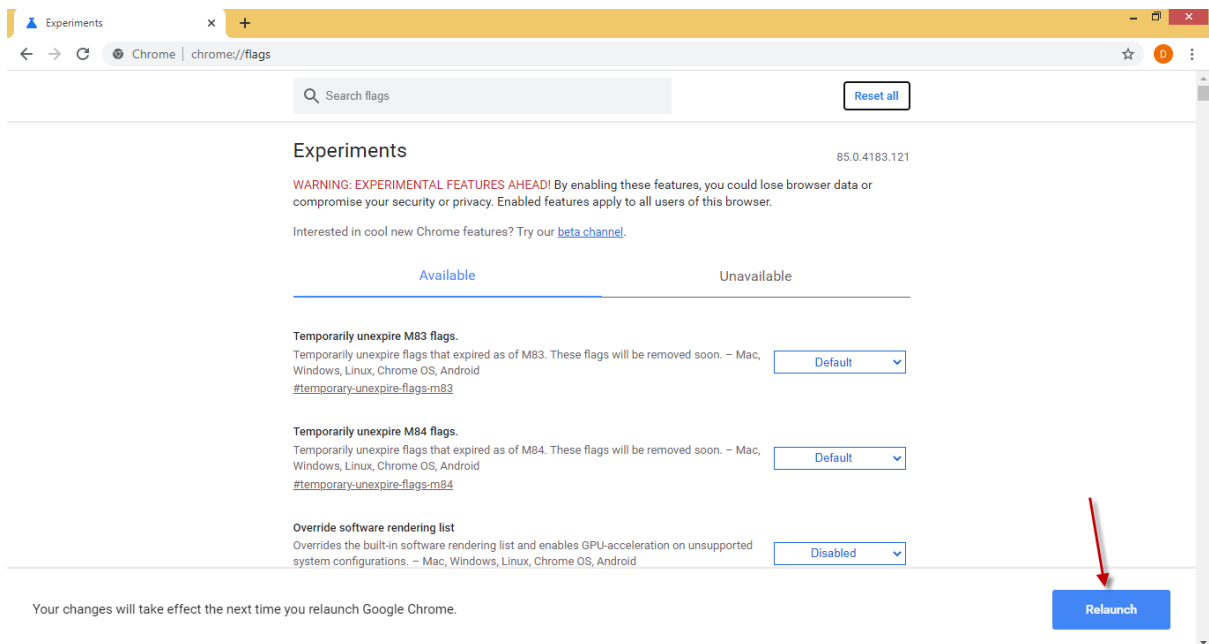 Experiments
Chrome | chrome://flags
D
Search flags
Reset all
Experiments
85.0.4183.121
WARNING: EXPERIMENTAL FEATURES AHEAD! By enabling these features, you could lose browser data or
compromise your security or privacy. Enabled features apply to all users of this browser.
Interested in cool new Chrome features? Try our beta channel.
Available
Unavailable
Temporarily unexpire M83 flags.
Temporarily unexpire flags that expired as of M83. These flags will be removed soon. – Mac,
Windows, Linux, Chrome OS, Android
#temporary-unexpire-flags-m83
Default
Temporarily unexpire M84 flags.
Temporarily unexpire flags that expired as of M84. These flags will be removed soon. – Mac,
Windows, Linux, Chrome OS, Android
#temporary-unexpire-flags-m84
Default
Override software rendering list
Overrides the built-in software rendering list and enables GPU-acceleration on unsupported
system configurations. – Mac, Windows, Linux, Chrome OS, Android
Disabled
Your changes will take effect the next time you relaunch Google Chrome.
Relaunch